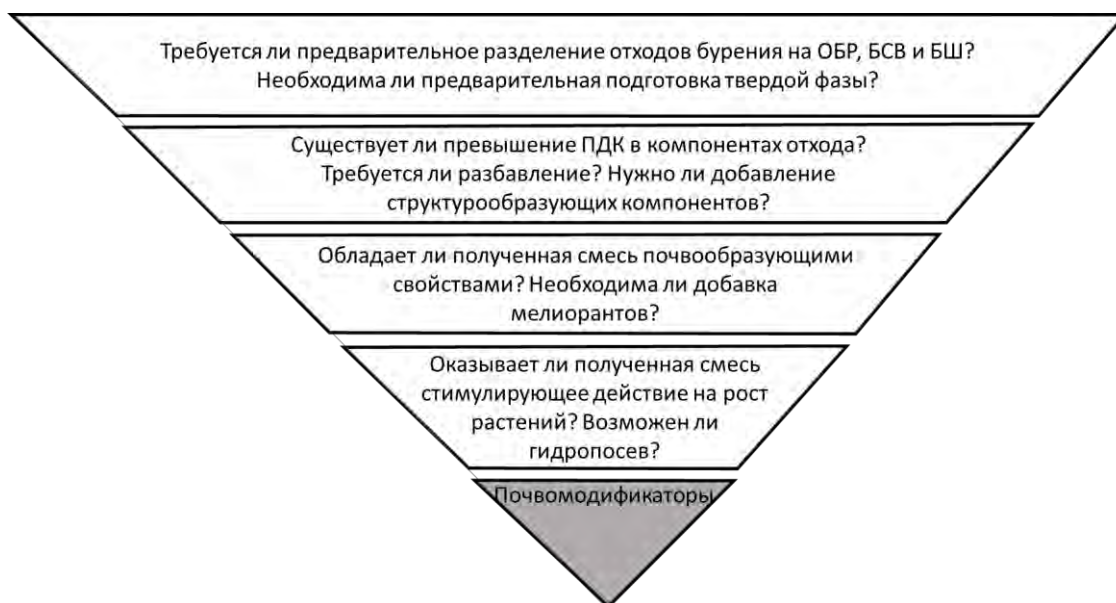 Требуется ли предварительное разделение отходов бурения на ОБР, БСВ и БШ?
Необходима ли предварительная подготовка твердой фазы?
Существует ли превышение ПДК в компонентах отхода?
Требуется ли разбавление? Нужно ли добавление
структурообразующих компонентов?
Обладает ли полученная смесь почвообразующими
свойствами? Необходима ли добавка
мелиорантов?
Оказывает ли полученная смесь
стимулирующее действие на рост
растений? Возможен ли
гидропосев?
Почвомодификаторы